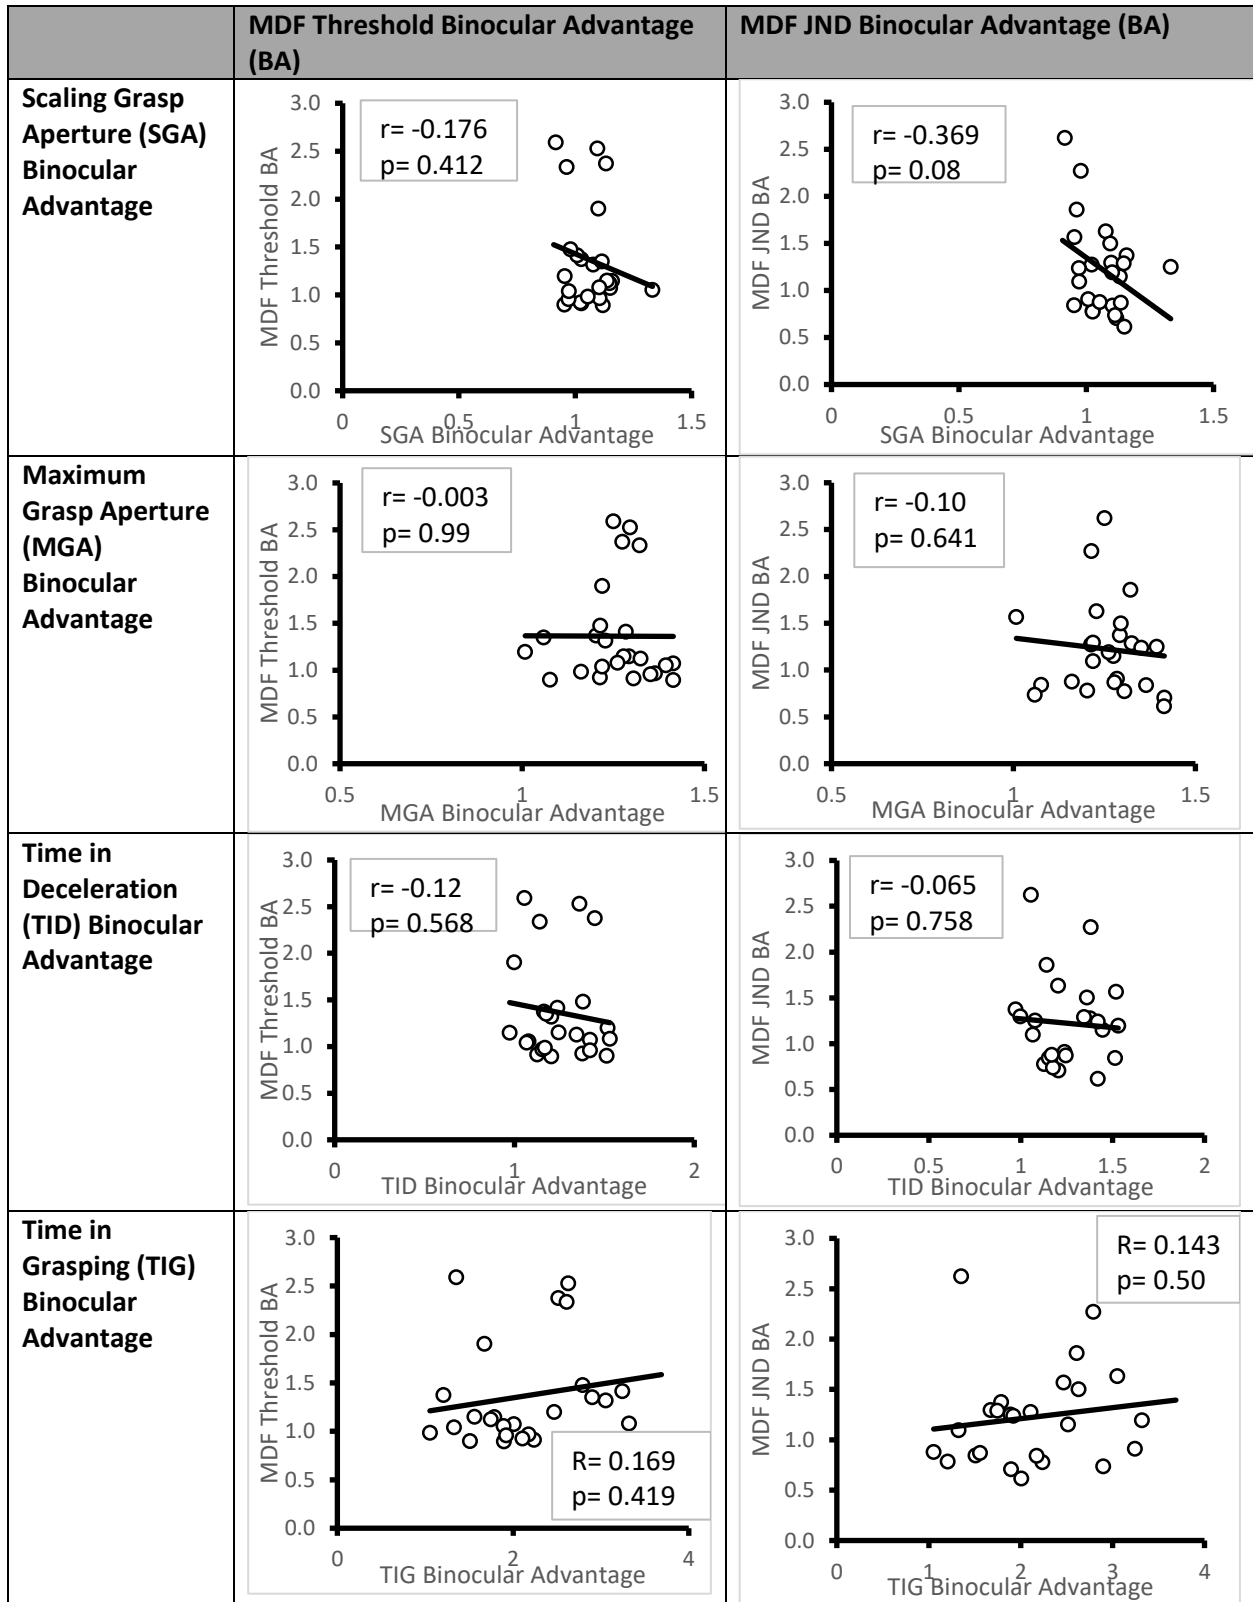 MDF Threshold Binocular Advantage
(BA)
MDF JND Binocular Advantage (BA)
Scaling Grasp
Aperture (SGA)
Binocular
Advantage
3.0
2.5
2.0
1.5
1.0
0.5
0.0
MDF Threshold BA
r= -0.176
p= 0.412
0
0.5
1
1.5
SGA Binocular Advantage
3.0
2.5
2.0
1.5
1.0
0.5
0.0
MDF JND BA
r= -0.369
p= 0.08
0
0.5
1
1.5
SGA Binocular Advantage
Maximum
Grasp Aperture
(MGA)
Binocular
Advantage
3.0
2.5
2.0
1.5
1.0
0.5
0.0
MDF Threshold BA
r= -0.003
p= 0.99
0.5
1
1.5
MGA Binocular Advantage
3.0
2.5
2.0
1.5
1.0
0.5
0.0
MDF JND BA
r= -0.10
p= 0.641
0.5
1
1.5
MGA Binocular Advantage
Time in
Deceleration
(TID) Binocular
Advantage
3.0
2.5
2.0
1.5
1.0
0.5
0.0
MDF Threshold BA
r= -0.12
p= 0.568
0
1
2
TID Binocular Advantage
3.0
2.5
2.0
1.5
1.0
0.5
0.0
MDF JND BA
r= -0.065
p= 0.758
0
0.5
1
1.5
2
TID Binocular Advantage
Time in
Grasping (TIG)
Binocular
Advantage
3.0
2.5
2.0
1.5
1.0
0.5
0.0
MDF Threshold BA
R= 0.169
p= 0.419
0
2
4
TIG Binocular Advantage
3.0
2.5
2.0
1.5
1.0
0.5
0.0
MDF JND BA
R= 0.143
p= 0.50
0
1
2
3
4
TIG Binocular Advantage